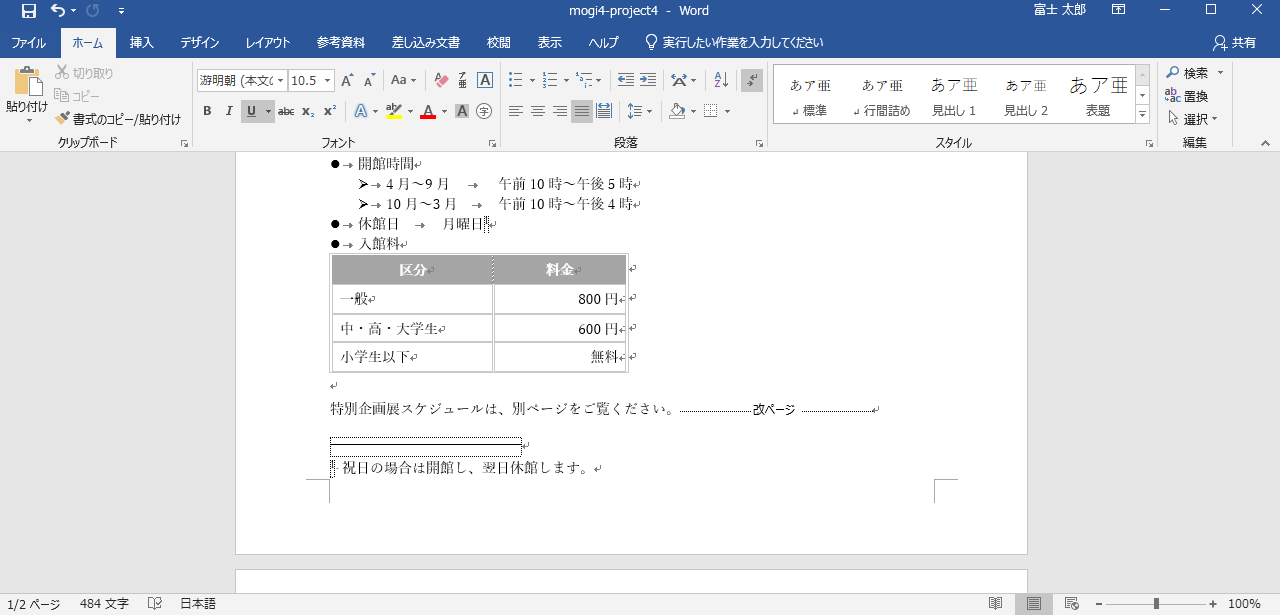 mogi4-project4 - Word
富士 太郎
ファイル ホーム 挿入 デザイン レイアウト 参考資料 差し込み文書 校閲 表示 ヘルプ 実行したい作業を入力してください 共有
貼り付け
切り取り
コピー
書式のコピー/貼り付け
クリップボード
游明朝 (本文の 10.5
フォント
段落
あア亜 標準
あア亜 行間詰め
あア亜 見出し 1
あア亜 見出し 2
あア亜 表題
スタイル
検索
置換
選択
編集
● 開館時間
➢ 4 月～9 月 午前 10 時～午後 5 時
➢ 10 月～3 月 午前 10 時～午後 4 時
● 休館日 月曜日
● 入館料
区分 料金
一般 800 円
中・高・大学生 600 円
小学生以下 無料
特別企画展スケジュールは、別ページをご覧ください。 改ページ
祝日の場合は開館し、翌日休館します。
1/2 ページ 484 文字 日本語 100%